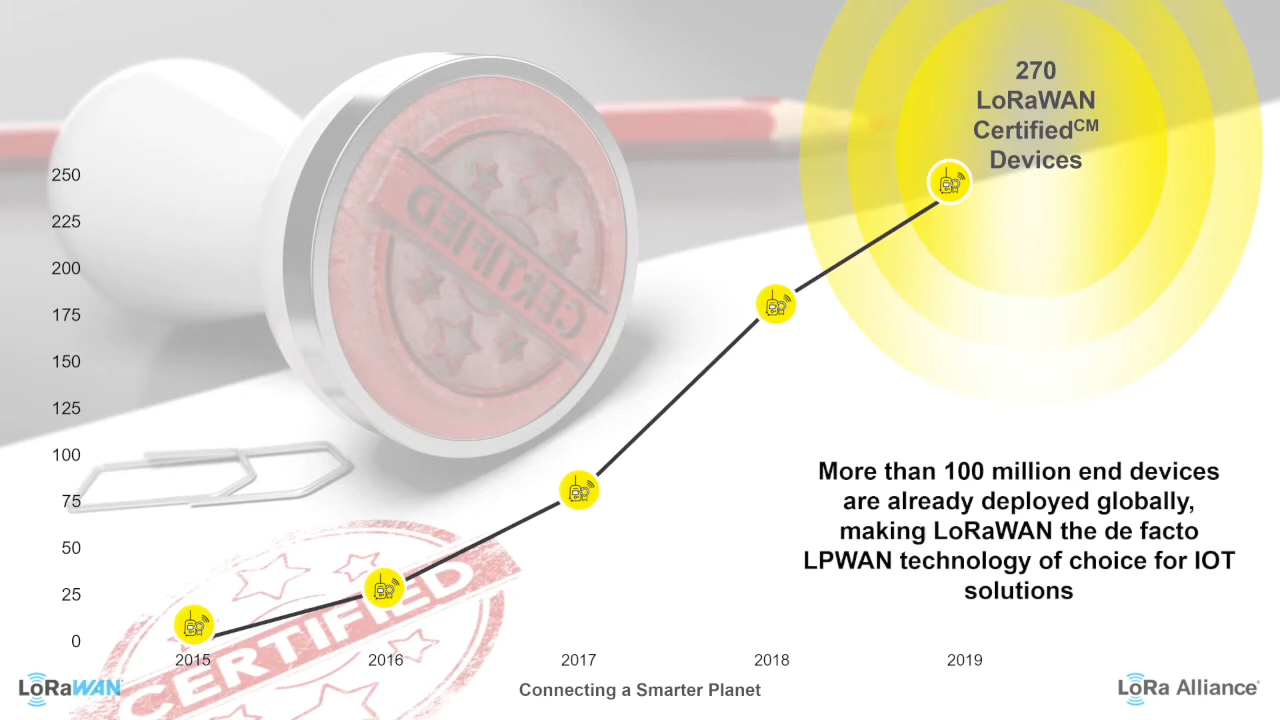 270
LoRaWAN
Certifiedᶜᴹ
Devices
CERTIFIED
250
225
200
175
150
125
100
75
50
25
0
2015
2016
2017
2018
2019
More than 100 million end devices
are already deployed globally,
making LoRaWAN the de facto
LPWAN technology of choice for IOT
solutions
CERTIFIED
LoRaWAN
Connecting a Smarter Planet
LoRa Alliance